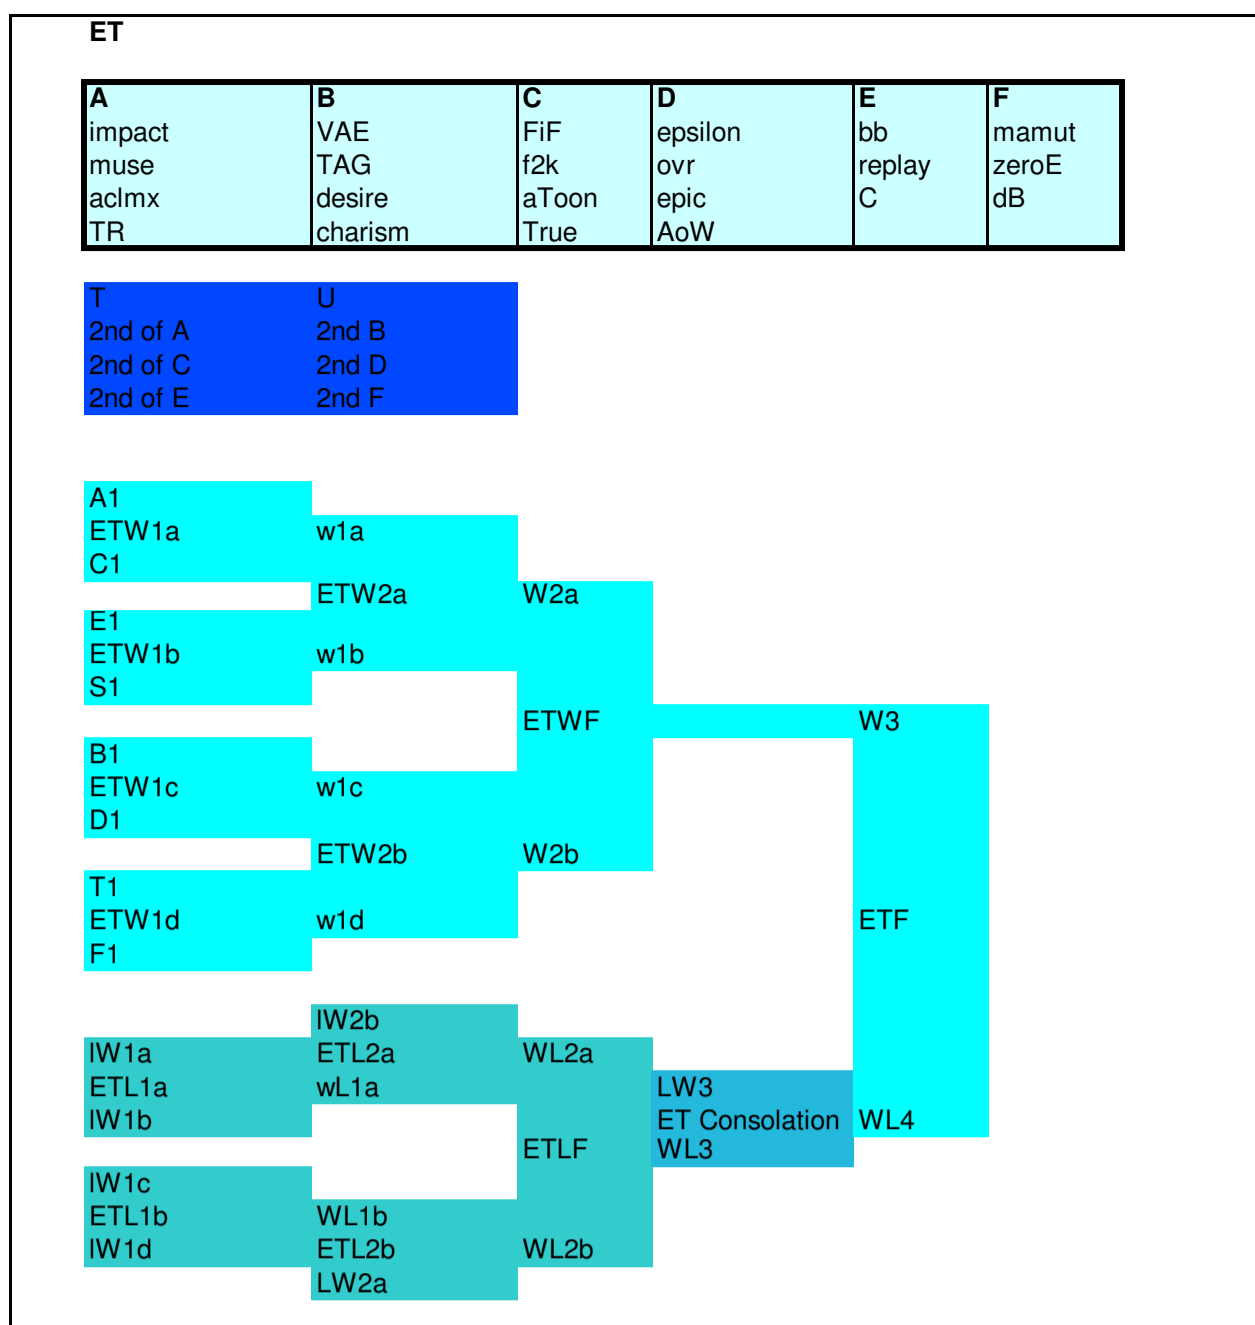 ET
A B C D E F
impact VAE FiF epsilon bb mamut
muse TAG f2k ovr replay zeroE
aclmx desire aToon epic C dB
TR charism True AoW
T U
2nd of A 2nd B
2nd of C 2nd D
2nd of E 2nd F
A1
ETW1a w1a
C1
ETW2a W2a
E1
ETW1b w1b
S1
ETWF W3
B1
ETW1c w1c
D1
ETW2b W2b
T1
ETW1d w1d ETF
F1
lW2b
lW1a ETL2a WL2a
ETL1a wL1a LW3
lW1b ET Consolation WL4
ETLF WL3
lW1c
ETL1b WL1b
lW1d ETL2b WL2b
LW2a